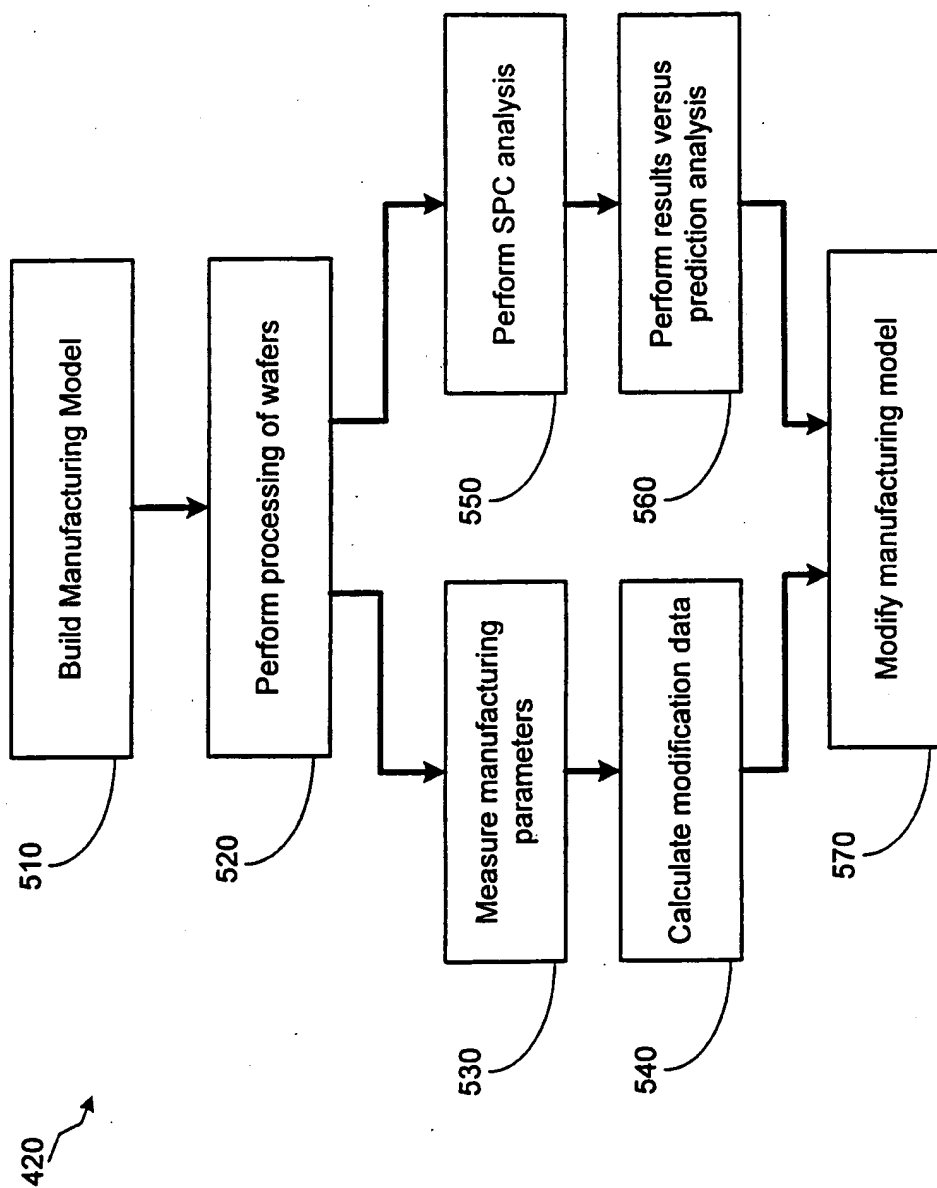 420
510
Build Manufacturing Model
520
Perform processing of wafers
530
Measure manufacturing
parameters
550
Perform SPC analysis
540
Calculate modification data
560
Perform results versus
prediction analysis
570
Modify manufacturing model